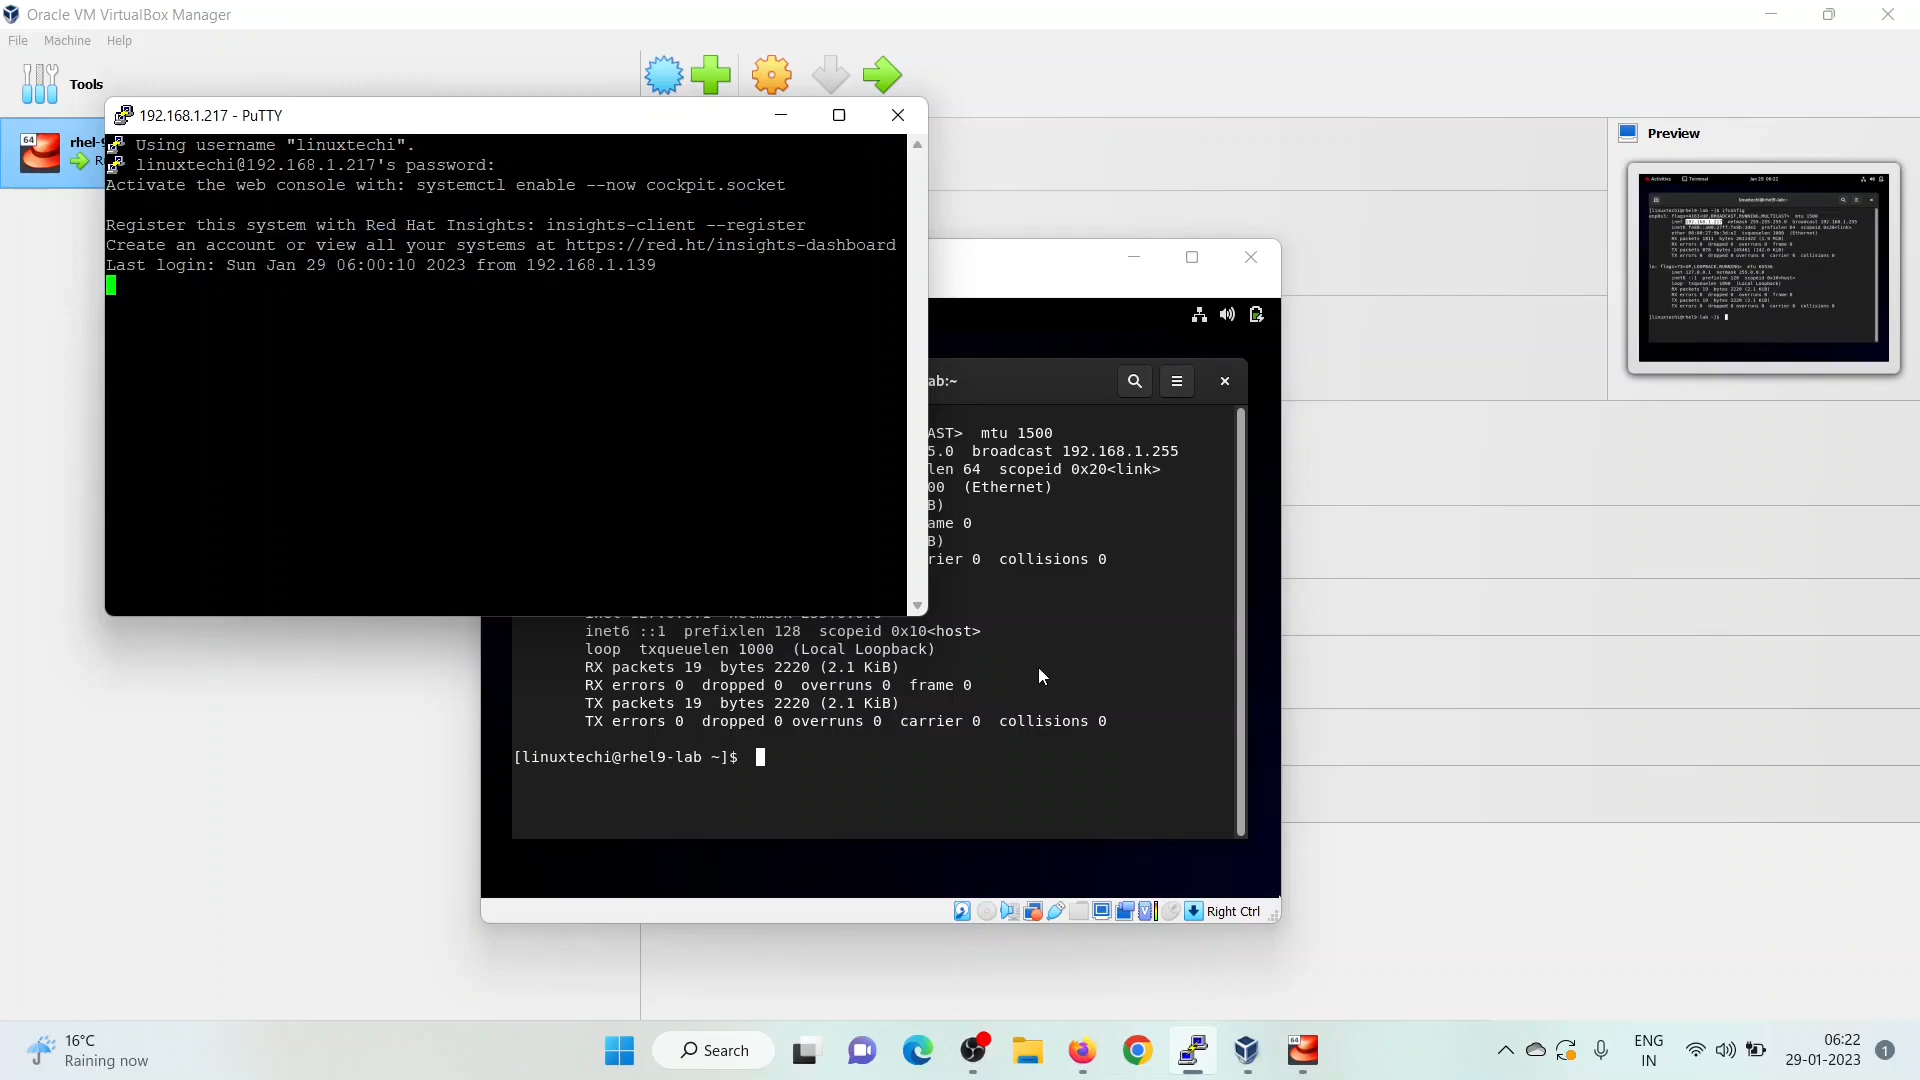 Oracle VM VirtualBox Manager
File Machine Help
Tools
64
rhel-9
192.168.1.217 - PuTTY
Using username "linuxtechi".
linuxtechi@192.168.1.217's password:
Activate the web console with: systemctl enable --now cockpit.socket
Register this system with Red Hat Insights: insights-client --register
Create an account or view all your systems at https://red.ht/insights-dashboard
Last login: Sun Jan 29 06:00:10 2023 from 192.168.1.139
ab:~
AST> mtu 1500
5.0 broadcast 192.168.1.255
len 64 scopeid 0x20<link>
00 (Ethernet)
B)
ame 0
B)
rier 0 collisions 0
inet6 ::1 prefixlen 128 scopeid 0x10<host>
loop txqueuelen 1000 (Local Loopback)
RX packets 19 bytes 2220 (2.1 KiB)
RX errors 0 dropped 0 overruns 0 frame 0
TX packets 19 bytes 2220 (2.1 KiB)
TX errors 0 dropped 0 overruns 0 carrier 0 collisions 0
[linuxtechi@rhel9-lab ~]$
Right Ctrl
Preview
16°C
Raining now
Search
64
ENG
IN
06:22
29-01-2023
1